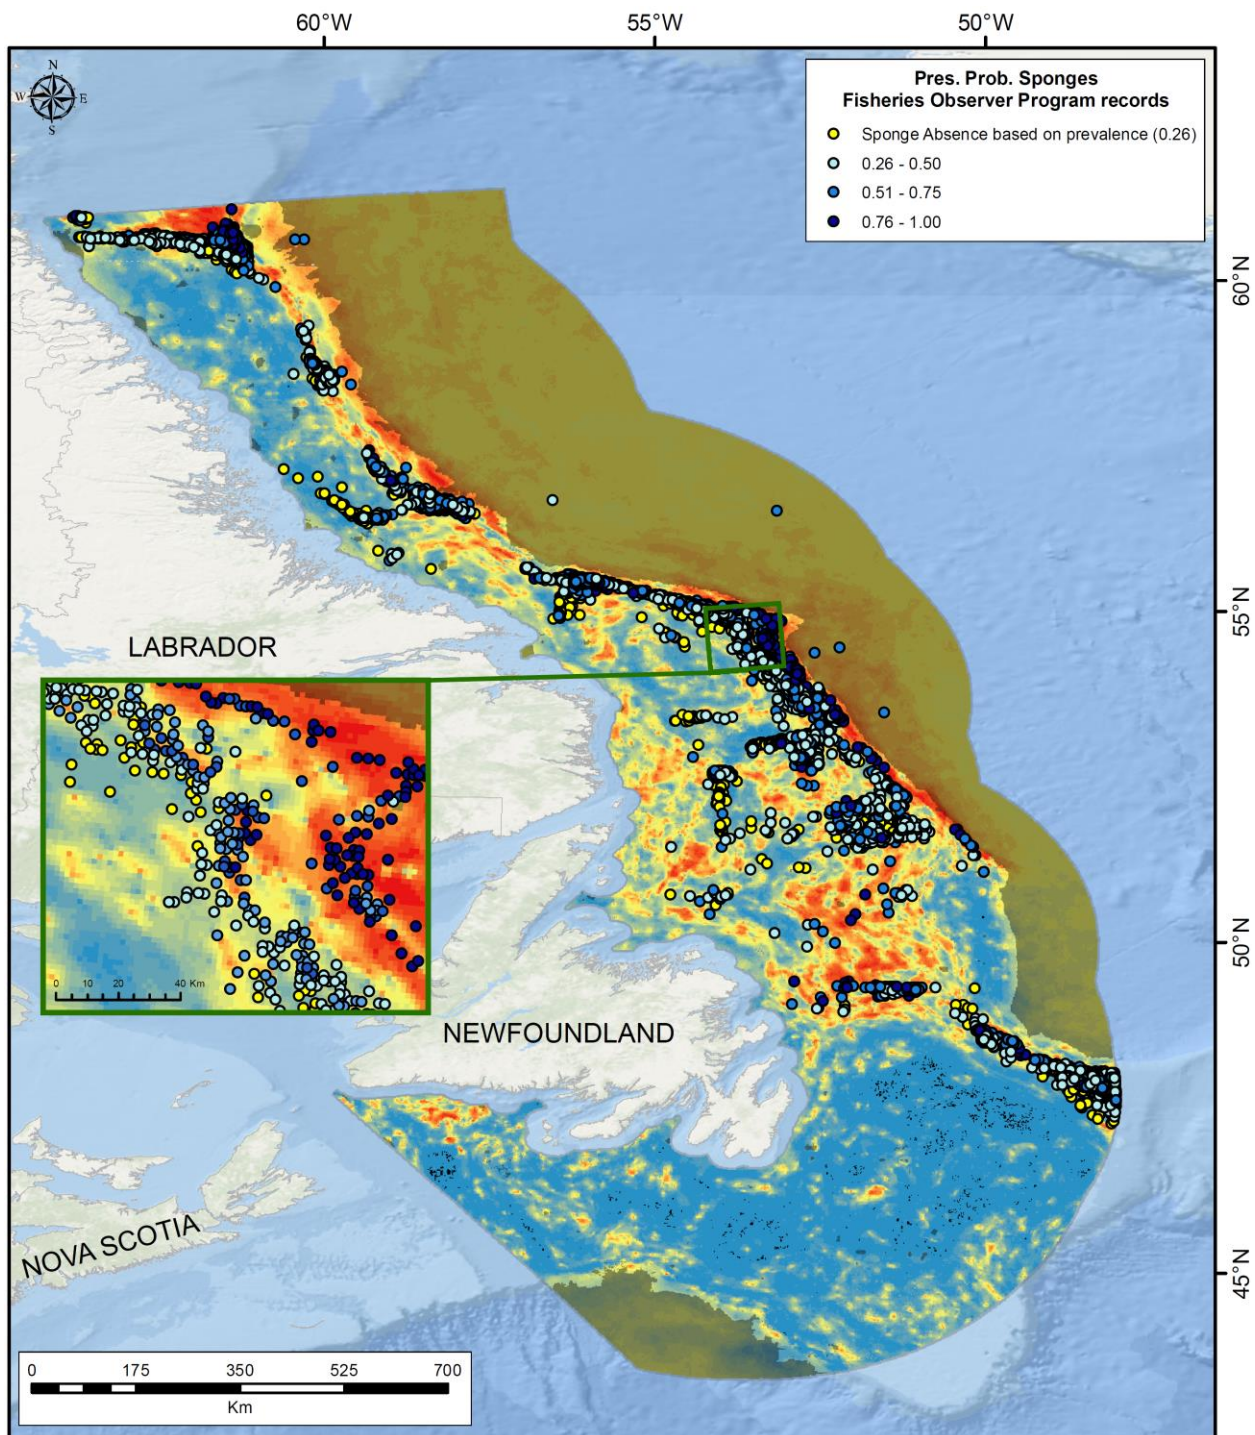 60°W 55°W 50°W
N
W E
S
Pres. Prob. Sponges
Fisheries Observer Program records
Sponge Absence based on prevalence (0.26)
0.26 - 0.50
0.51 - 0.75
0.76 - 1.00
60°N
55°N
LABRADOR
50°N
0 10 20 30 40 Km
NEWFOUNDLAND
NOVA SCOTIA
45°N
0 175 350 525 700
Km